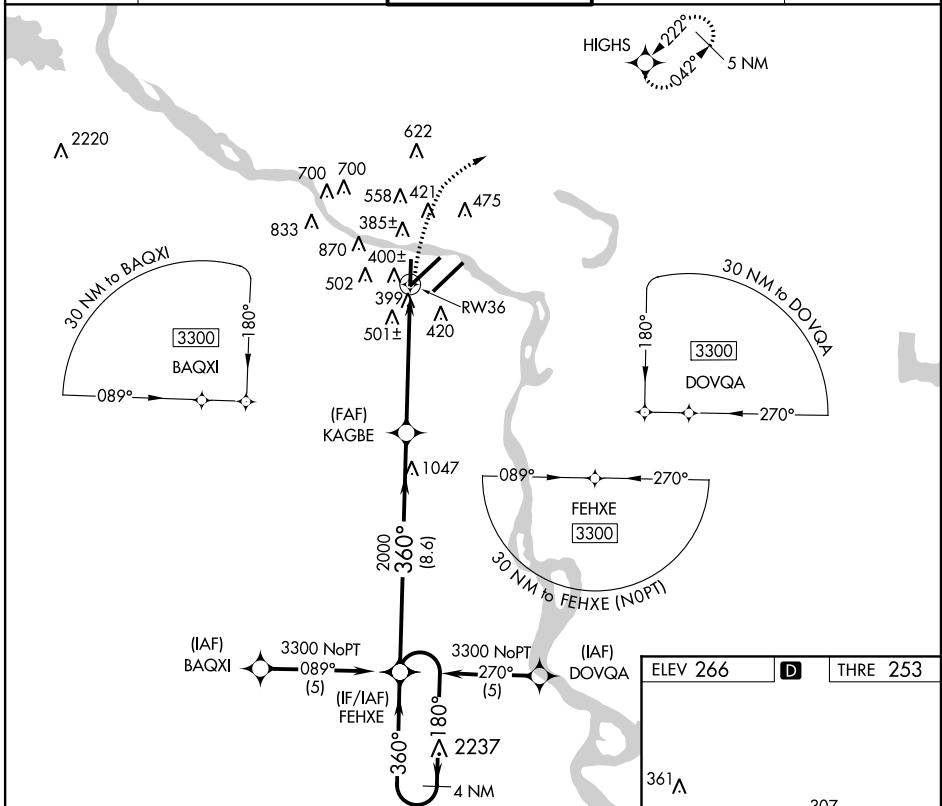 HIGHS
222°
042°
5 NM
2220
622
700
700
558
421
475
833
385±
870
400±
502
399
RW36
501±
420
30 NM to BAQXI
3300
BAQXI
180°
089°
30 NM to DOVQA
180°
3300
DOVQA
270°
(FAF)
KAGBE
1047
089°
270°
FEHXE
3300
30 NM to FEHXE (N0PT)
2000
360°
(8.6)
(IAF)
BAQXI
3300 NoPT
089°
(5)
3300 NoPT
270°
(5)
(IAF)
DOVQA
(IF/IAF)
FEHXE
360°
180°
2237
4 NM
ELEV 266
D
THRE 253
361
307